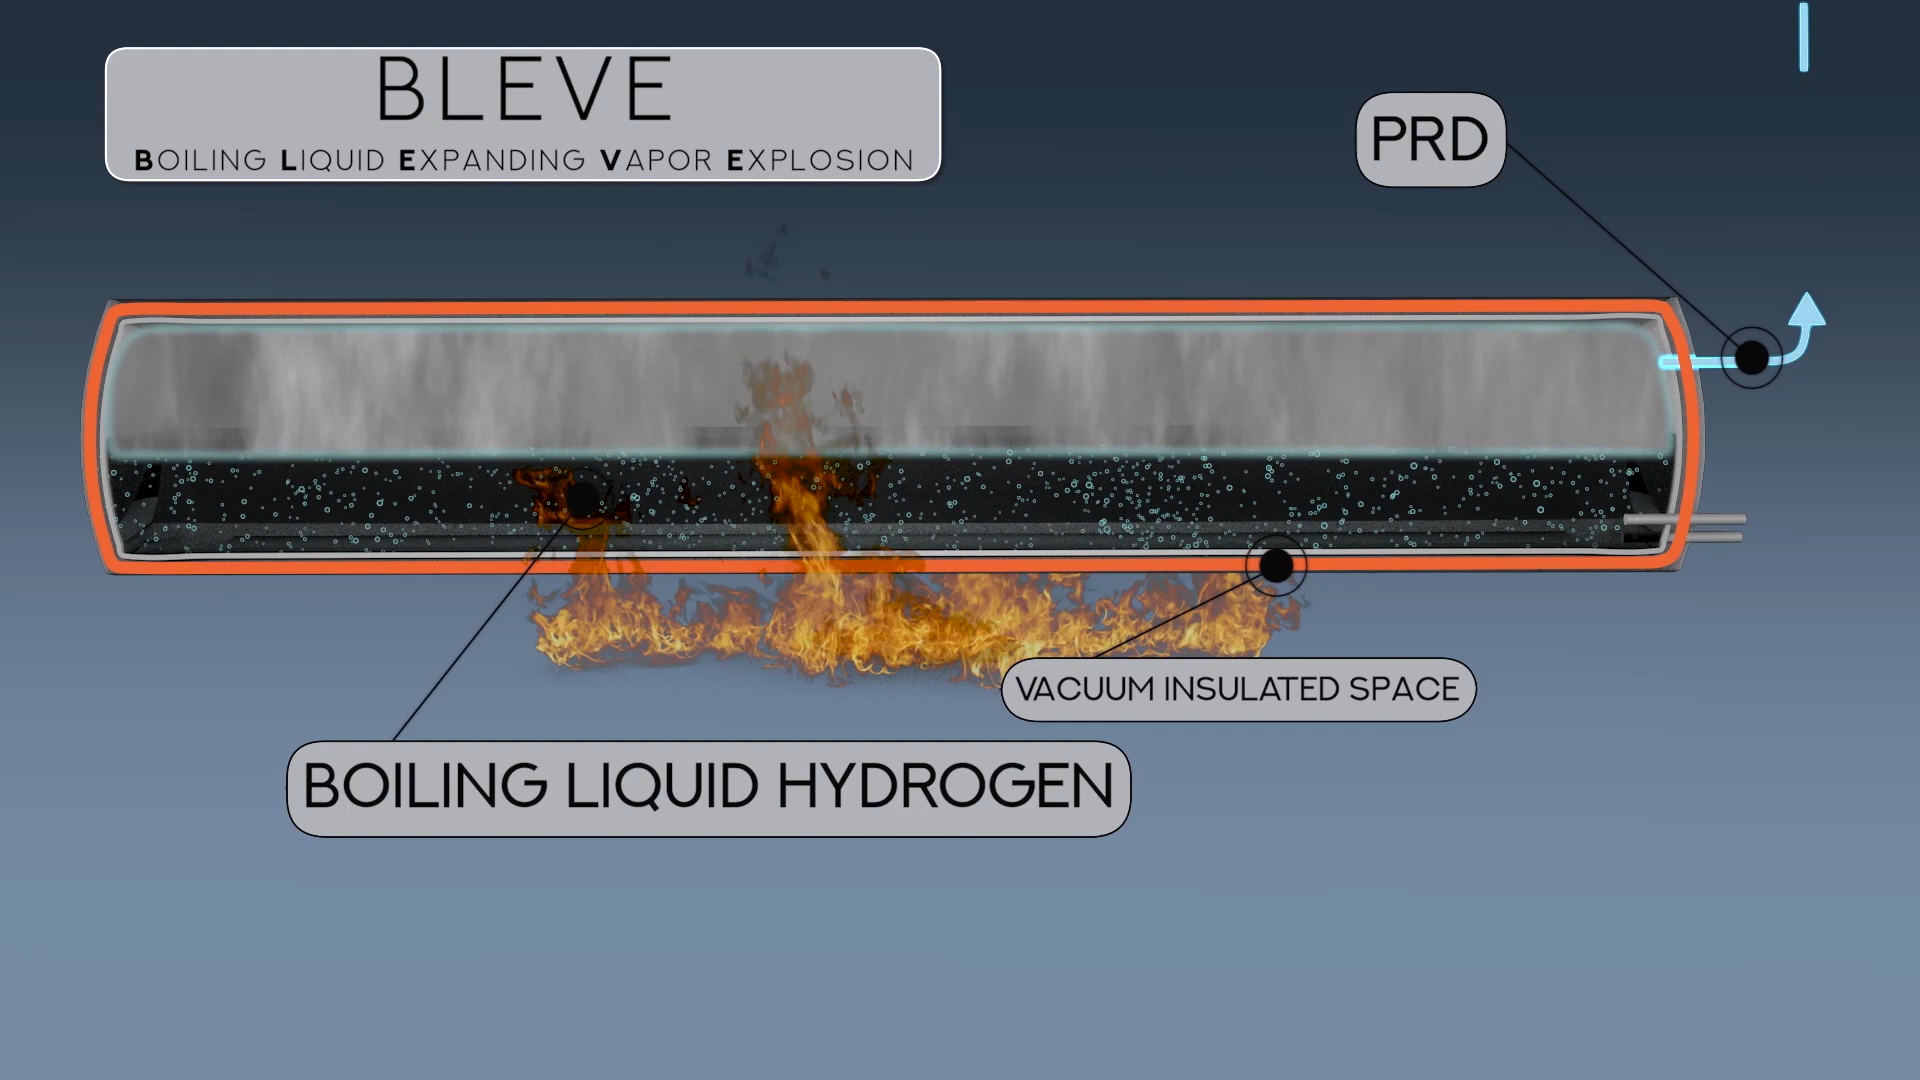 BLEVE
BOILING LIQUID EXPANDING VAPOR EXPLOSION
PRD
VACUUM INSULATED SPACE
BOILING LIQUID HYDROGEN